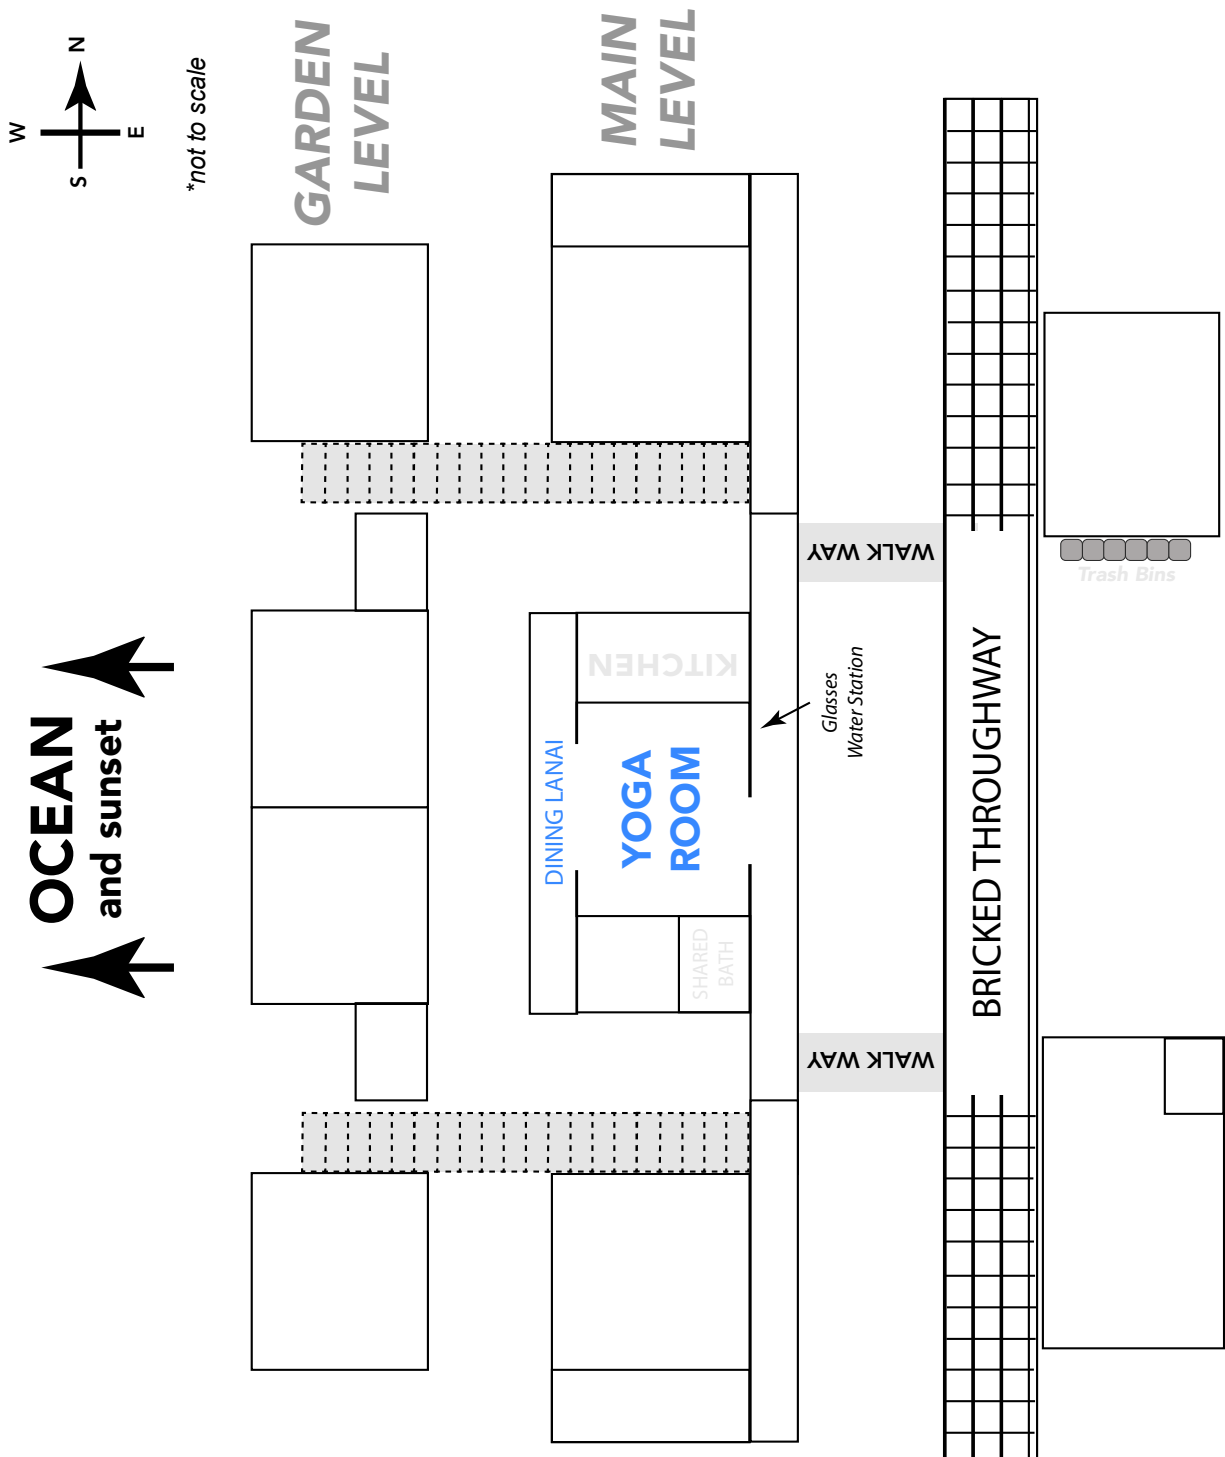 W
N
S
E
*not to scale
GARDEN
LEVEL
MAIN
LEVEL
OCEAN
and sunset
WALK WAY
Trash Bins
KITCHEN
Glasses
Water Station
DINING LANAI
YOGA
ROOM
BRICKED THROUGHWAY
SHARED
BATH
WALK WAY